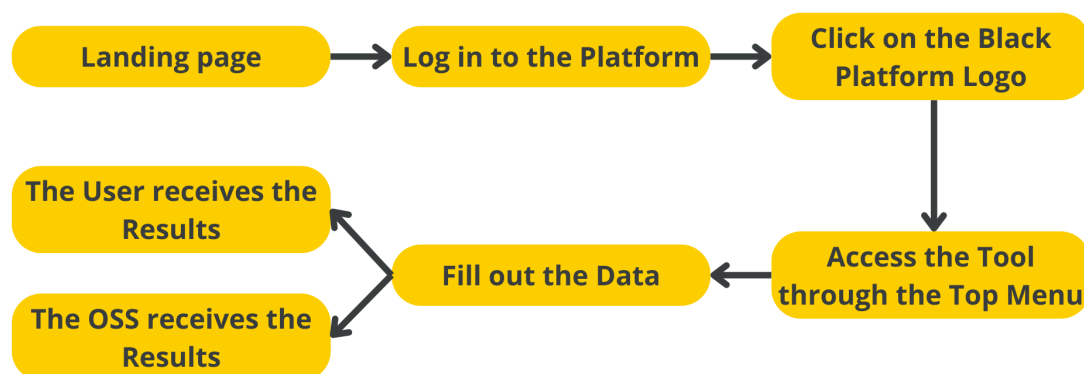 Landing page
Log in to the Platform
Click on the Black
Platform Logo
Access the Tool
through the Top Menu
Fill out the Data
The User receives the
Results
The OSS receives the
Results